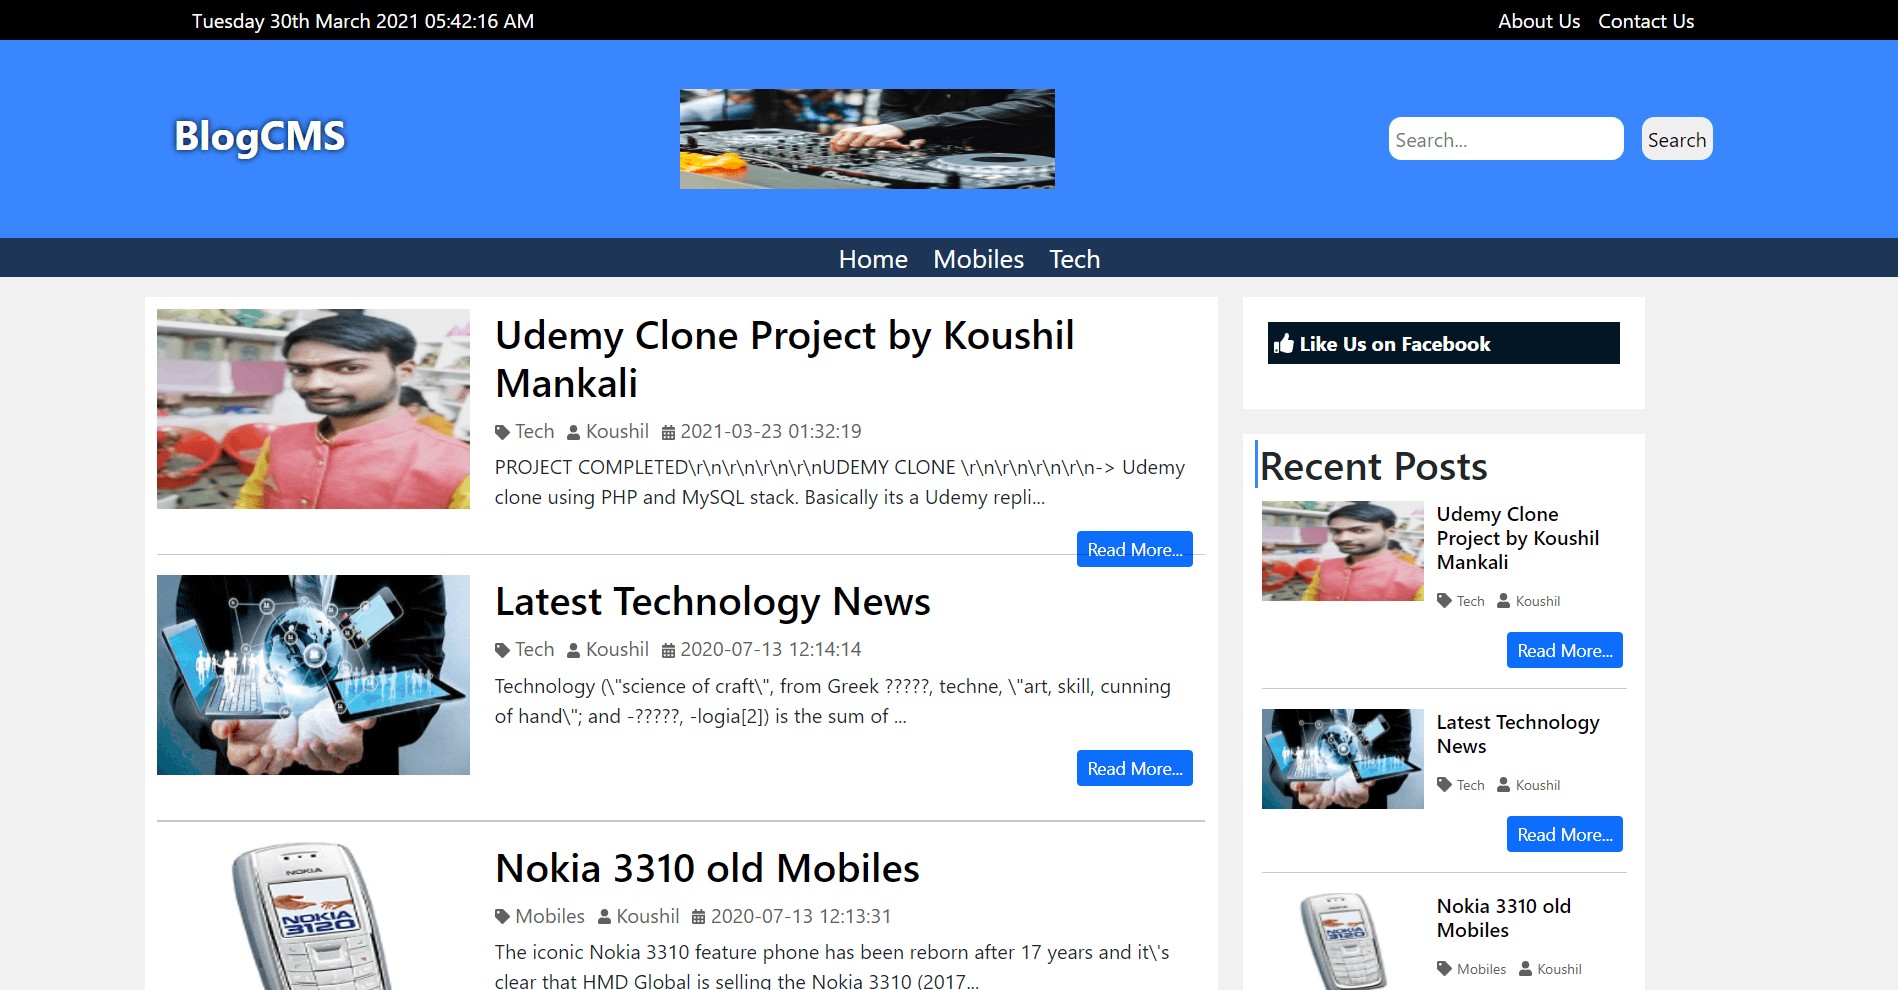 Tuesday 30th March 2021 05:42:16 AM
About Us Contact Us
BlogCMS
Pioneer
Search...
Search
Home Mobiles Tech
Udemy Clone Project by Koushil
Mankali
Tech Koushil 2021-03-23 01:32:19
PROJECT COMPLETED\r\n\r\n\r\n\r\nUDEMY CLONE \r\n\r\n\r\n\r\n-> Udemy
clone using PHP and MySQL stack. Basically its a Udemy repli...
Read More...
Latest Technology News
Tech Koushil 2020-07-13 12:14:14
Technology (\"science of craft\", from Greek ?????, techne, \"art, skill, cunning
of hand\"; and -?????, -logia[2]) is the sum of ...
Read More...
NOKIA
NOKIA
3120
Nokia 3310 old Mobiles
Mobiles Koushil 2020-07-13 12:13:31
The iconic Nokia 3310 feature phone has been reborn after 17 years and it\'s
clear that HMD Global is selling the Nokia 3310 (2017...
Like Us on Facebook
Recent Posts
Udemy Clone
Project by Koushil
Mankali
Tech Koushil
Read More...
Latest Technology
News
Tech Koushil
Read More...
NOKIA
NOKIA
3120
Nokia 3310 old
Mobiles
Mobiles Koushil